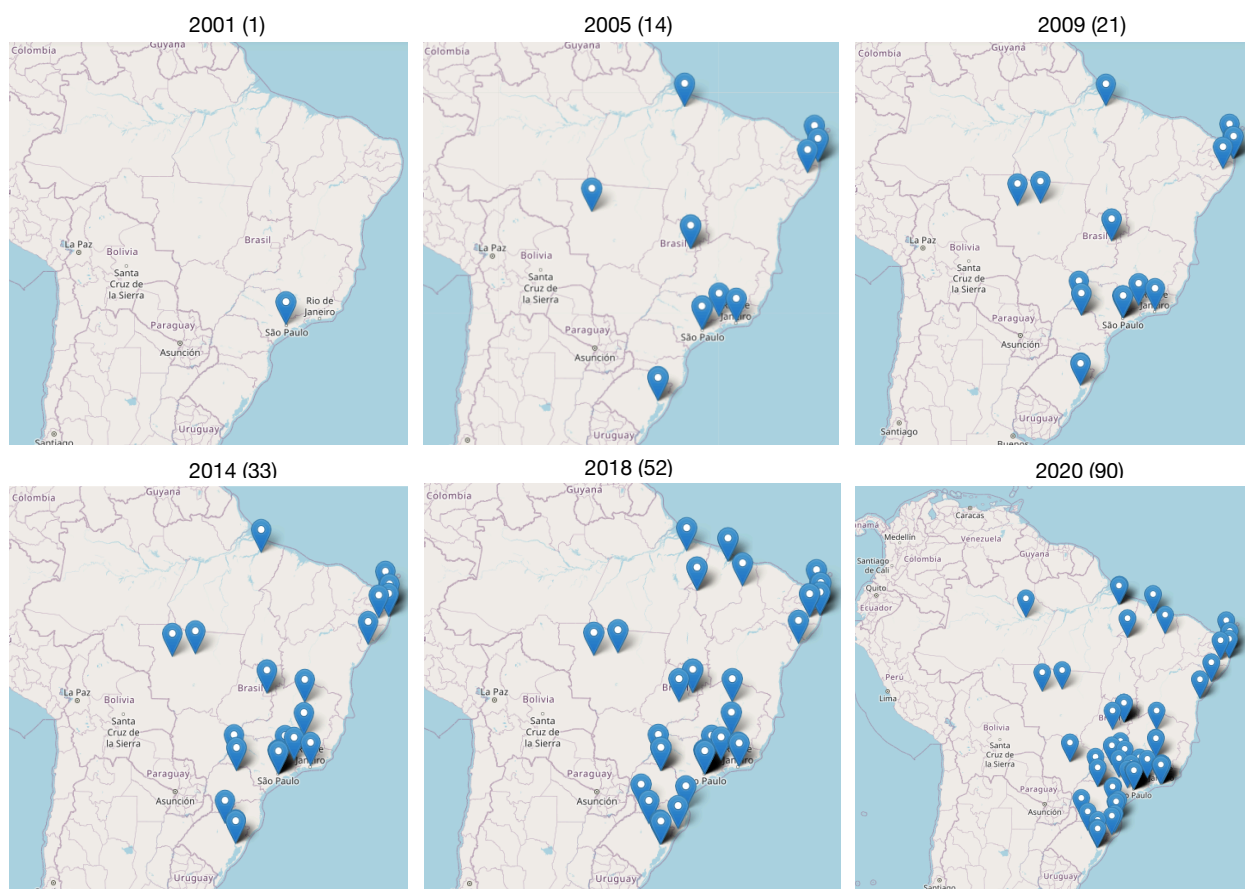 2001 (1)
2005 (14)
2009 (21)
Colombia
Guyana
La Paz
Bolivia
Santa
Cruz de
la Sierra
Brasil
Rio de
Janeiro
São Paulo
Paraguay
Asunción
Uruguay
Santiago
Colombia
Guyana
La Paz
Bolivia
Santa
Cruz de
la Sierra
Brasil
São Paulo
Paraguay
Asunción
Uruguay
Colombia
Guyana
La Paz
Bolivia
Santa
Cruz de
la Sierra
Brasil
São Paulo
Paraguay
Asunción
Uruguay
Santiago
2014 (33)
2018 (52)
2020 (90)
Colombia
Guyana
La Paz
Bolivia
Santa
Cruz de
la Sierra
Brasil
São Paulo
Paraguay
Asunción
Uruguay
Colombia
Guyana
La Paz
Bolivia
Santa
Cruz de
la Sierra
Paulo
Paraguay
Asunción
Uruguay
Caracas
Medellín
Venezuela
Guyana
Colombia
Santiago
de Cali
Quito
Ecuador
Perú
Lima
Bolivia
Santa
Cruz de
la Sierra
Paraguay
Asunción
Paulo
Uruguay
Santiago